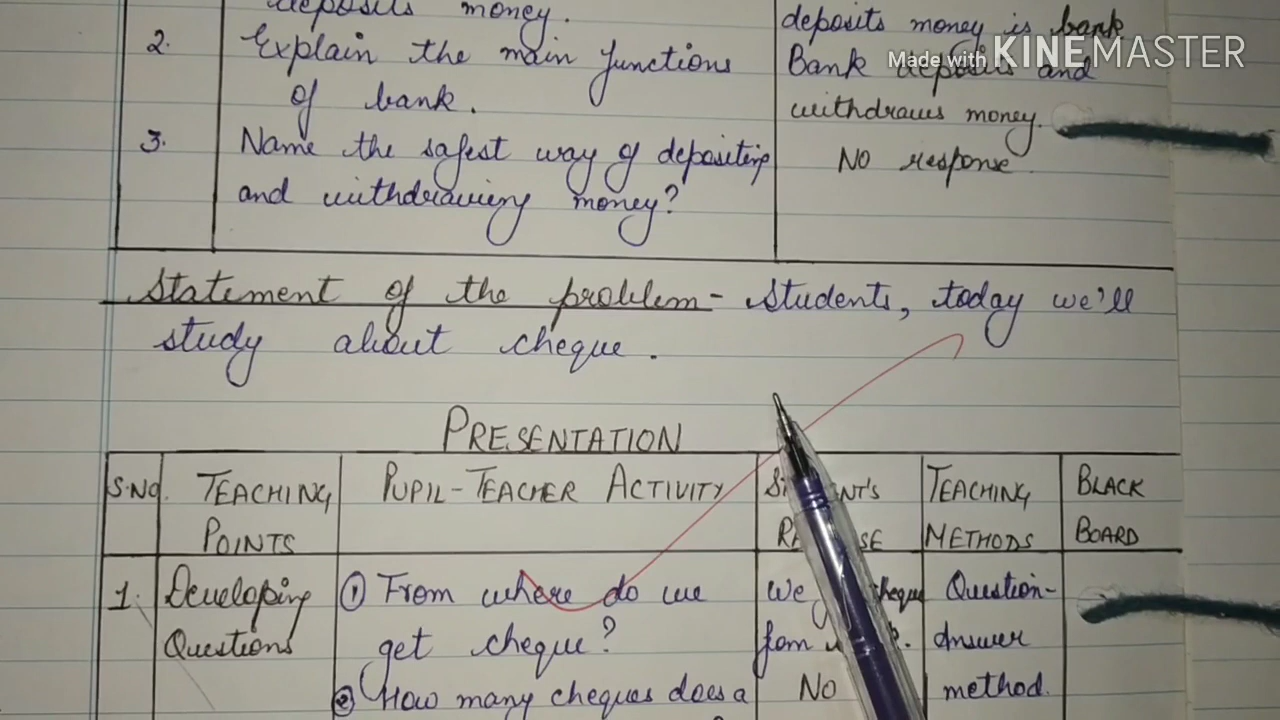 deposits money.
deposits money is bank
2. Explain the main functions
of bank.
Bank deposits and
withdraws money.
3. Name the safest way of depositing
and withdrawing money?
No response.
Made with KINEMASTER
Statement of the problem - Students, today we'll
study about cheque.
PRESENTATION
S.NO. TEACHING
POINTS
PUPIL-TEACHER ACTIVITY
TEACHING
METHODS
BLACK
BOARD
1. Developing
Questions
① From where do we
get cheque?
② How many cheques does a
We cheque
from
No
Question-
Answer
method.